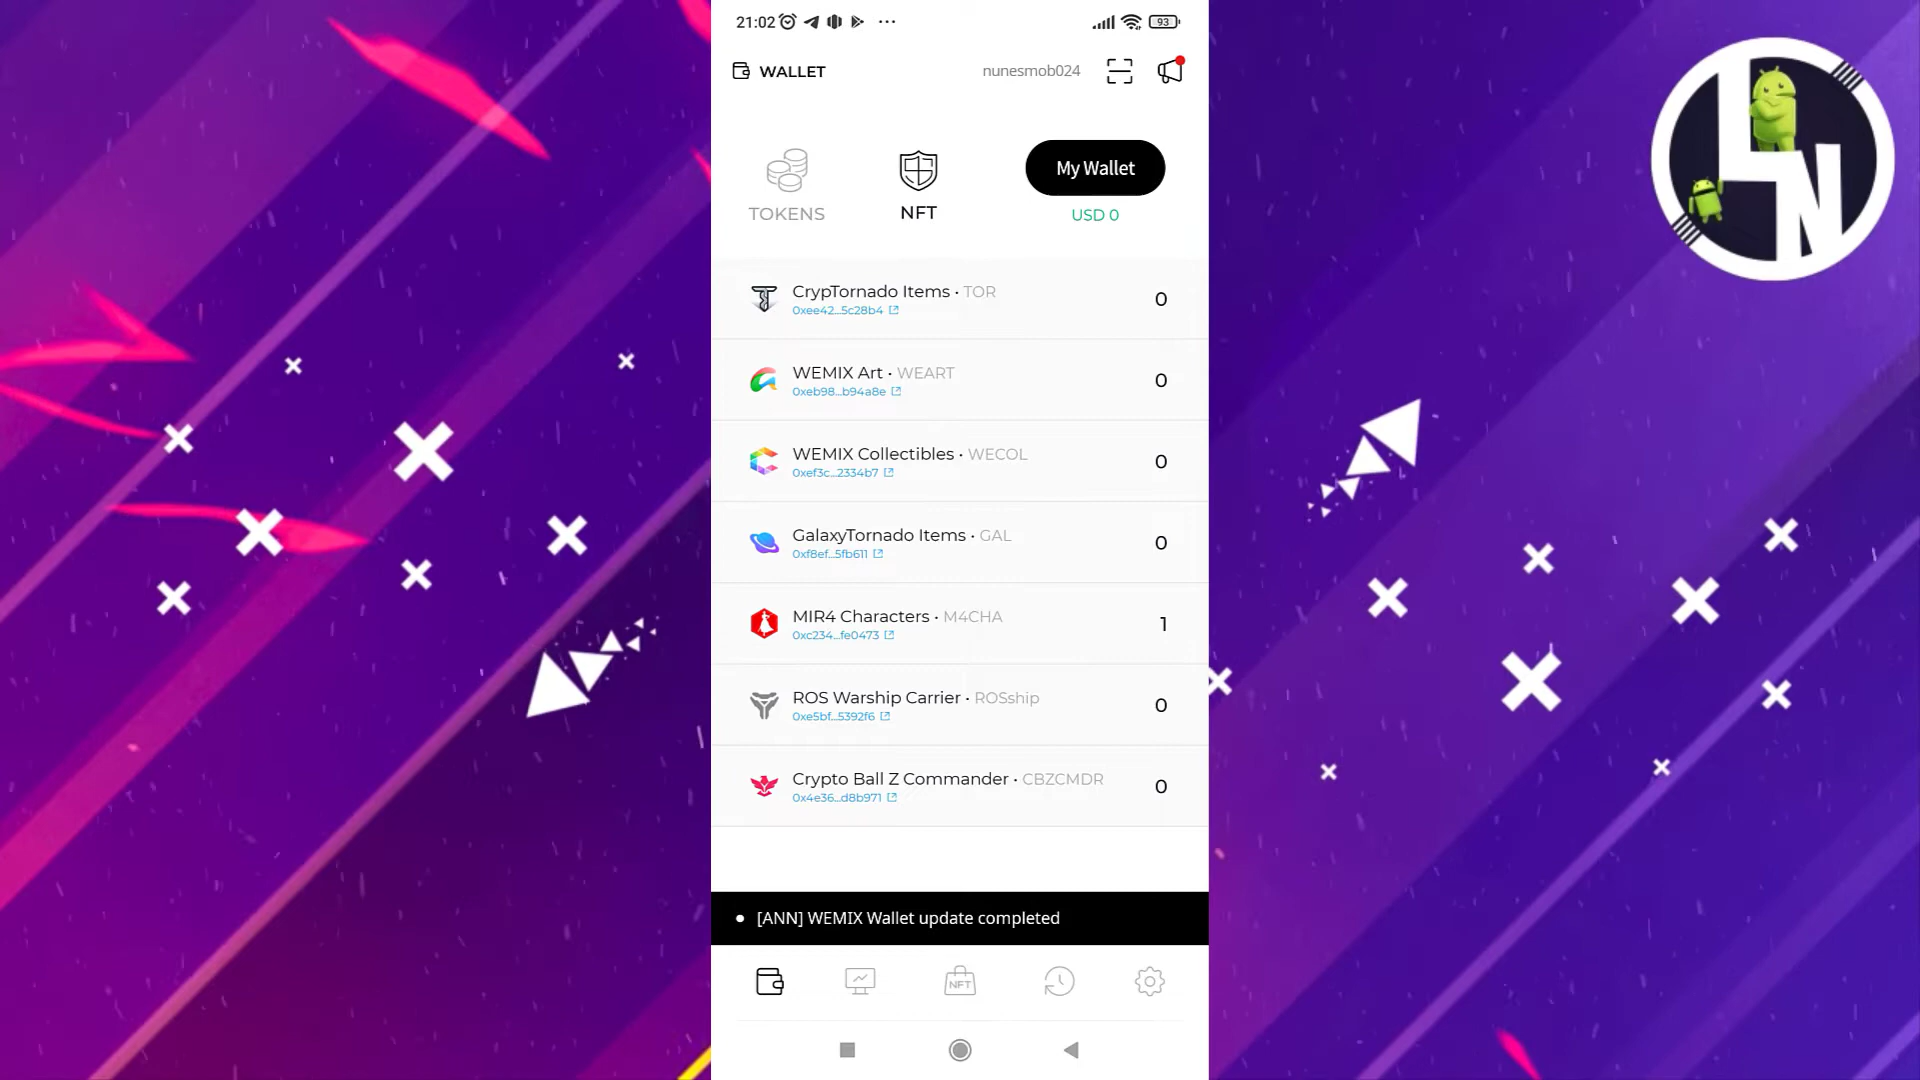 21:02
93
WALLET
nunesmob024
TOKENS
NFT
My Wallet
USD 0
CrypTornado Items • TOR
0xee42...5c28b4
0
WEMIX Art • WEART
0xeb98...b94a8e
0
WEMIX Collectibles • WECOL
0xef3c...2334b7
0
GalaxyTornado Items • GAL
0xf8ef...5fb611
0
MIR4 Characters • M4CHA
0xc234...fe0473
1
ROS Warship Carrier • ROSship
0xe5bf...5392f6
0
Crypto Ball Z Commander • CBZCMDR
0x4e36...d8b971
0
• [ANN] WEMIX Wallet update completed
NFT
LN